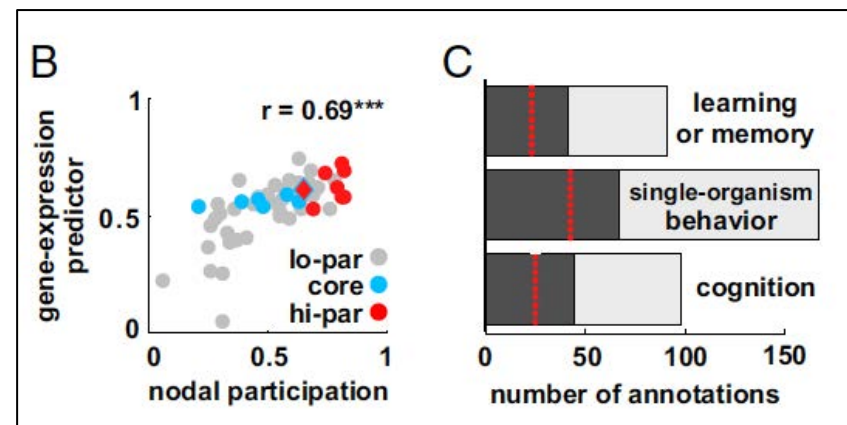 B
1
r = 0.69***
gene-expression
predictor
0.5
lo-par
core
hi-par
0
0
0.5
1
nodal participation
C
learning
or memory
single-organism
behavior
cognition
0
50
100
150
number of annotations